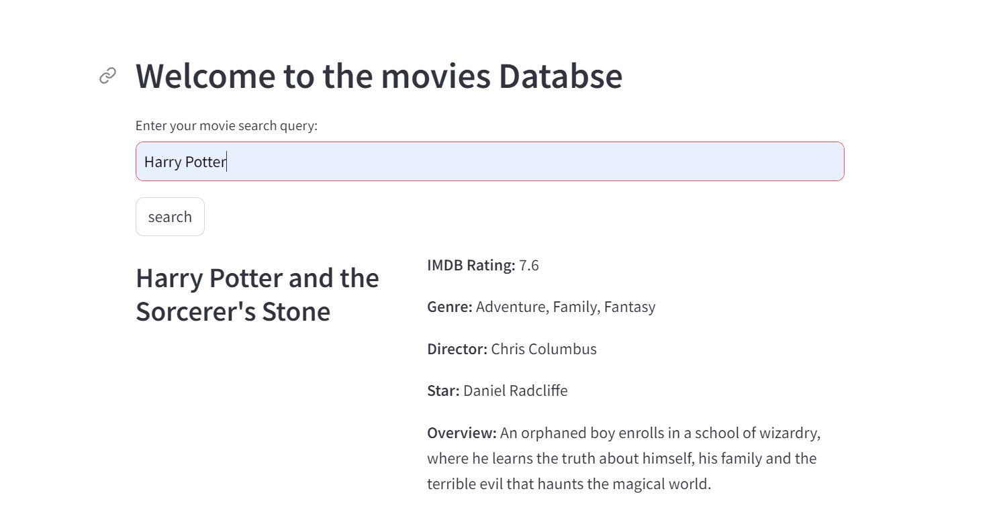 Welcome to the movies Databse
Enter your movie search query:
Harry Potter
search
Harry Potter and the
Sorcerer's Stone
IMDB Rating: 7.6
Genre: Adventure, Family, Fantasy
Director: Chris Columbus
Star: Daniel Radcliffe
Overview: An orphaned boy enrolls in a school of wizardry,
where he learns the truth about himself, his family and the
terrible evil that haunts the magical world.